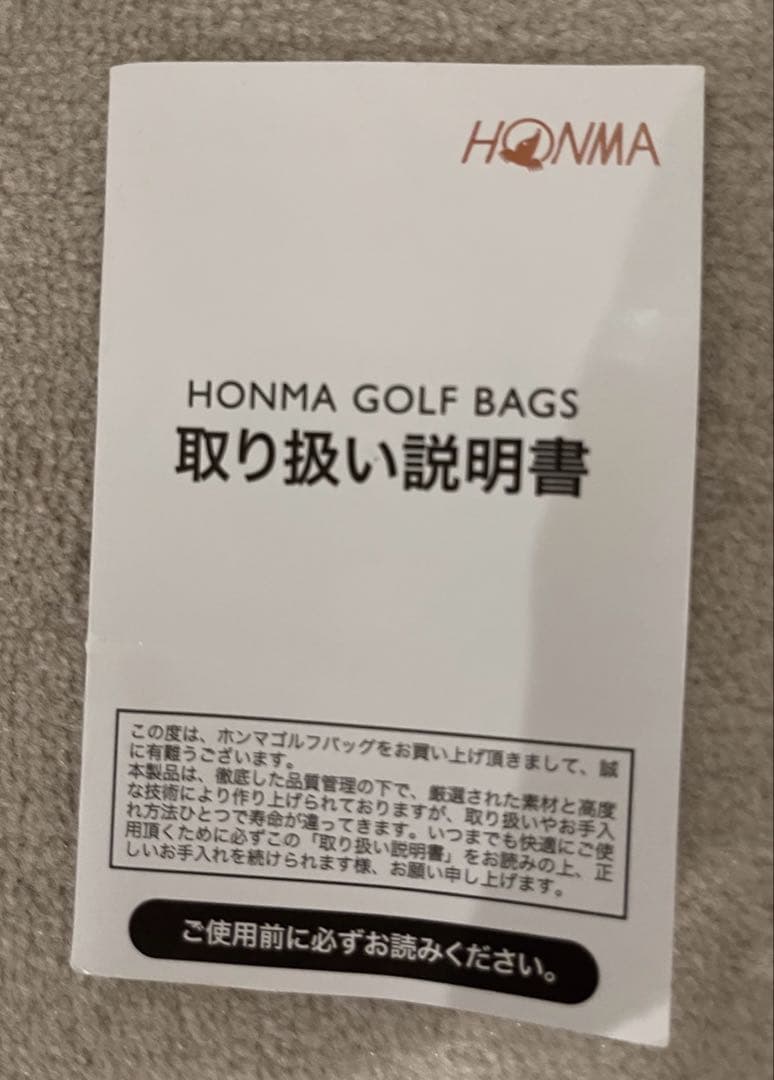 HONMA
HONMA GOLF BAGS
取り扱い説明書
この度は、ホンマゴルフバッグをお買い上げ頂きまして、誠
に有難うございます。
本製品は、徹底した品質管理の下で、厳選された素材と高度
な技術により作り上げられておりますが、取り扱いやお手入
れ方法ひとつで寿命が違ってきます。いつまでも快適にご使
用頂くために必ずこの「取り扱い説明書」をお読みの上、正
しいお手入れを続けられます様、お願い申し上げます。
ご使用前に必ずお読みください。